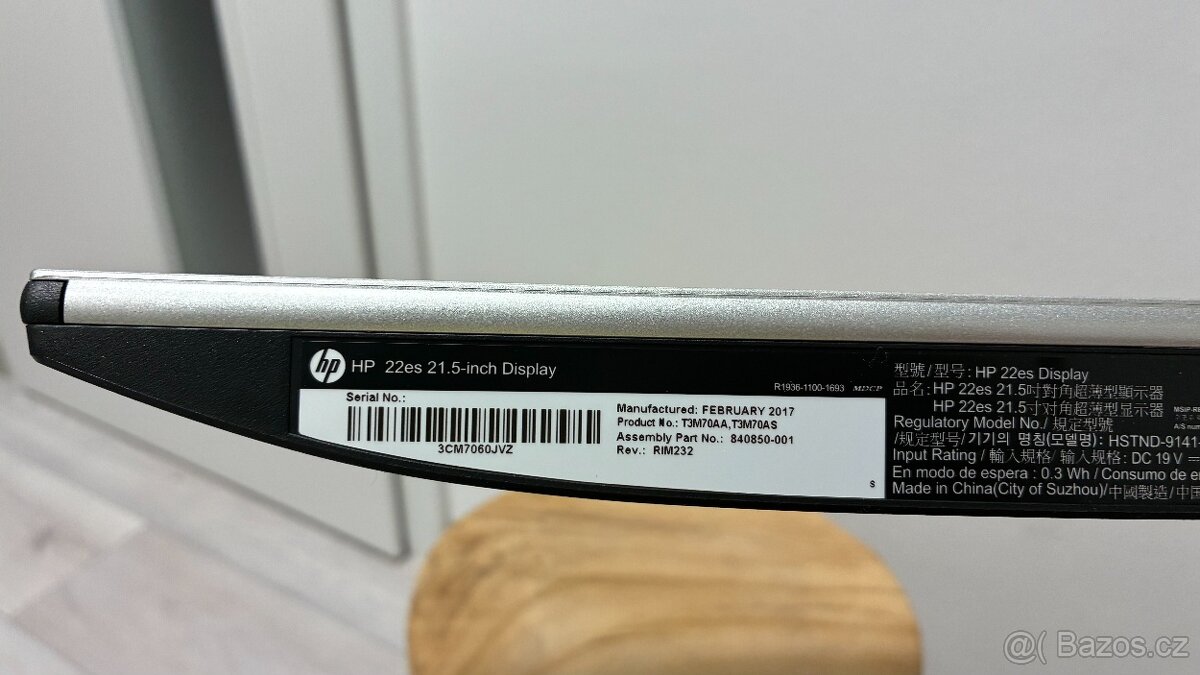 hp HP 22es 21.5-inch Display
R1936-1100-1693 MDCP
Serial No.:
3CM7060JVZ
Manufactured: FEBRUARY 2017
Product No.: T3M70AA,T3M70AS
Assembly Part No.: 840850-001
Rev.: RIM232
S
型號/型号: HP 22es Display
品名: HP 22es 21.5吋對角超薄型顯示器
HP 22es 21.5寸对角超薄型显示器
Regulatory Model No./ 規定型號
/规定型号/기기의 명칭(모델명): HSTND-9141-
Input Rating / 輸入規格/ 输入规格: DC 19 V
En modo de espera : 0.3 Wh / Consumo de en
Made in China(City of Suzhou)/中國製造/中国
@( Bazos.cz